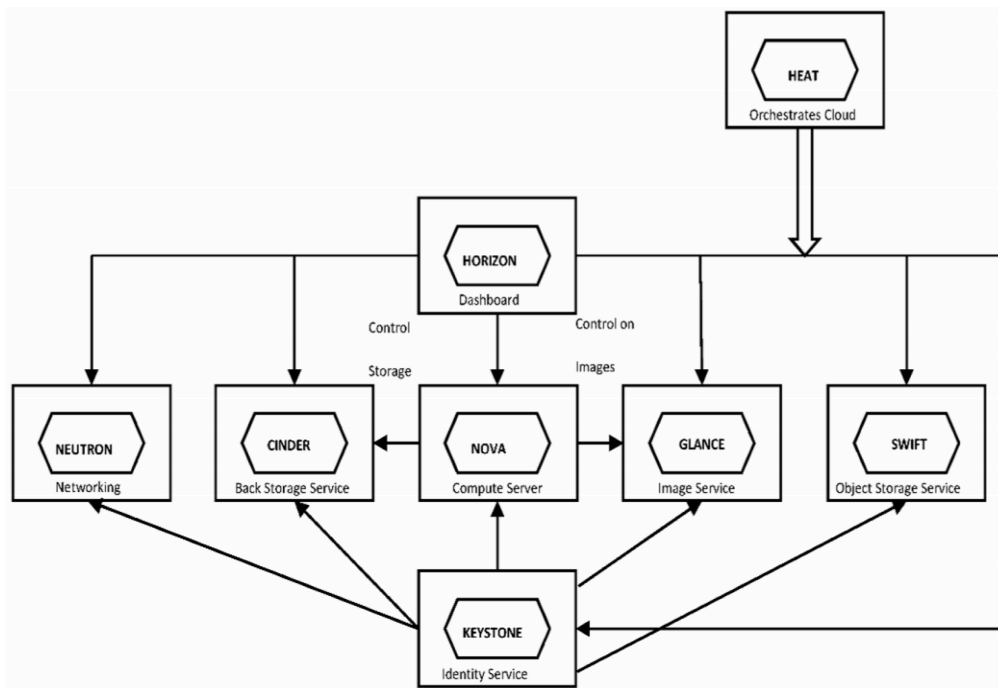 HEAT
Orchestrates Cloud
HORIZON
Dashboard
Control
Control on
Storage
Images
NEUTRON
Networking
CINDER
Back Storage Service
NOVA
Compute Server
GLANCE
Image Service
SWIFT
Object Storage Service
KEYSTONE
Identity Service